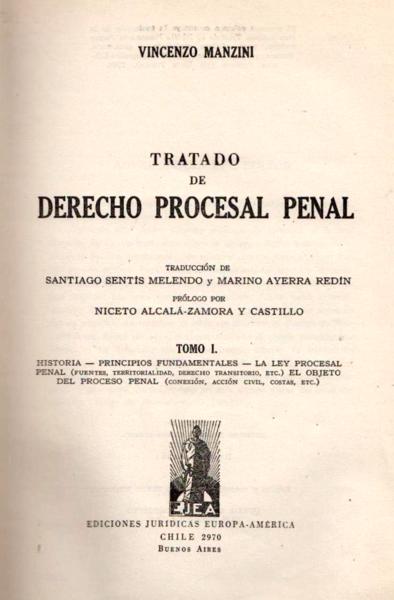 VINCENZO MANZINI
TRATADO
DE
DERECHO PROCESAL PENAL
TRADUCCIÓN DE
SANTIAGO SENTÍS MELENDO y MARINO AYERRA REDÍN
PRÓLOGO POR
NICETO ALCALÁ-ZAMORA Y CASTILLO
TOMO I.
HISTORIA — PRINCIPIOS FUNDAMENTALES — LA LEY PROCESAL
PENAL (FUENTES, TERRITORIALIDAD, DERECHO TRANSITORIO, ETC.) EL OBJETO
DEL PROCESO PENAL (CONEXIÓN, ACCIÓN CIVIL, COSTAS, ETC.)
EJEA
EDICIONES JURIDICAS EUROPA-AMÉRICA
CHILE 2970
BUENOS AIRES